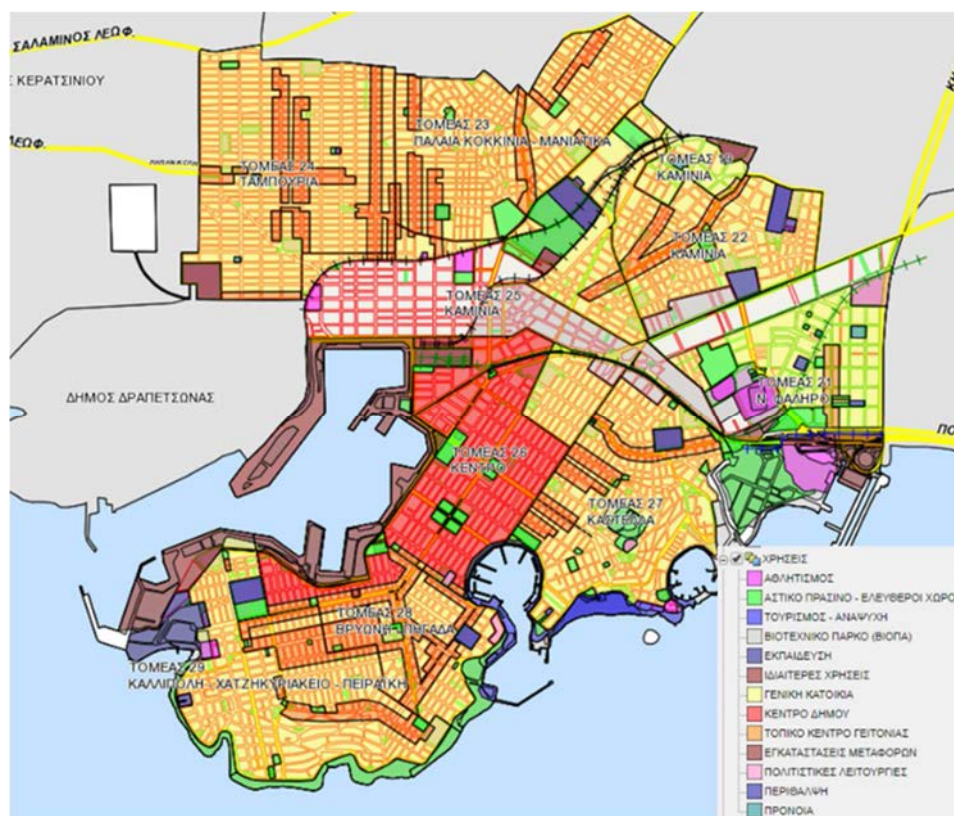 ΣΑΛΑΜΙΝΟΣ ΛΕΩΦ.
Σ ΚΕΡΑΤΣΙΝΙΟΥ
ΛΕΩΦ.
ΤΟΜΕΑΣ 23
ΠΑΛΑΙΑ ΚΟΚΚΙΝΙΑ - ΜΑΝΙΑΤΙΚΑ
ΤΟΜΕΑΣ 24
ΤΑΜΠΟΥΡΙΑ
ΤΟΜΕΑΣ 19
ΚΑΜΙΝΙΑ
ΤΟΜΕΑΣ 22
ΚΑΜΙΝΙΑ
ΤΟΜΕΑΣ 25
ΚΑΜΙΝΙΑ
ΔΗΜΟΣ ΔΡΑΠΕΤΣΩΝΑΣ
ΤΟΜΕΑΣ 21
Ν. ΦΑΛΗΡΟ
ΠΟ
ΤΟΜΕΑΣ 26
ΚΕΝΤΡΟ
ΤΟΜΕΑΣ 27
ΚΑΣΤΕΛΛΑ
ΤΟΜΕΑΣ 28
ΒΡΥΩΝΗ - ΠΗΓΑΔΑ
ΤΟΜΕΑΣ 29
ΚΑΛΛΙΠΟΛΗ - ΧΑΤΖΗΚΥΡΙΑΚΕΙΟ - ΠΕΙΡΑΪΚΗ
ΧΡΗΣΕΙΣ
ΑΘΛΗΤΙΣΜΟΣ
ΑΣΤΙΚΟ ΠΡΑΣΙΝΟ - ΕΛΕΥΘΕΡΟΙ ΧΩΡΟ
ΤΟΥΡΙΣΜΟΣ - ΑΝΑΨΥΧΗ
ΒΙΟΤΕΧΝΙΚΟ ΠΑΡΚΟ (ΒΙΟΠΑ)
ΕΚΠΑΙΔΕΥΣΗ
ΙΔΙΑΙΤΕΡΕΣ ΧΡΗΣΕΙΣ
ΓΕΝΙΚΗ ΚΑΤΟΙΚΙΑ
ΚΕΝΤΡΟ ΔΗΜΟΥ
ΤΟΠΙΚΟ ΚΕΝΤΡΟ ΓΕΙΤΟΝΙΑΣ
ΕΓΚΑΤΑΣΤΑΣΕΙΣ ΜΕΤΑΦΟΡΩΝ
ΠΟΛΙΤΙΣΤΙΚΕΣ ΛΕΙΤΟΥΡΓΙΕΣ
ΠΕΡΙΘΑΛΨΗ
ΠΡΟΝΟΙΑ